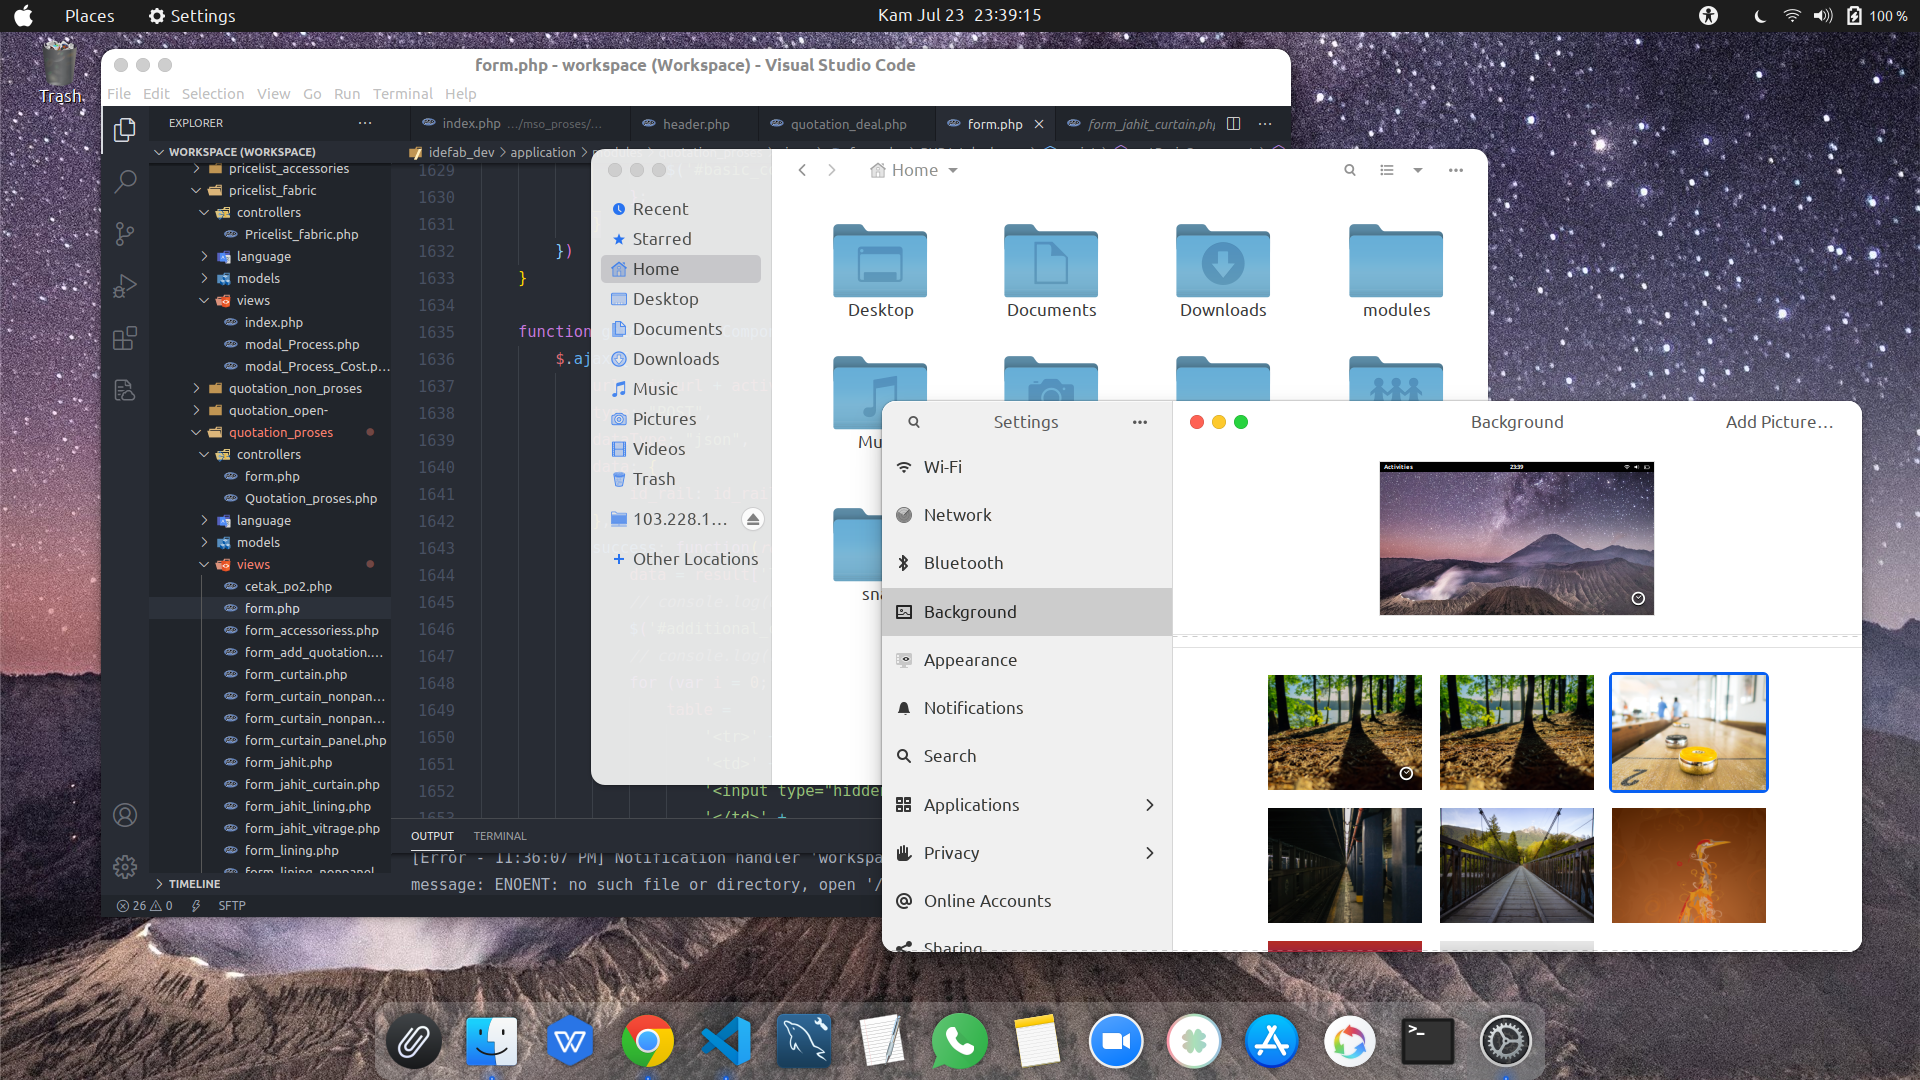 Places
Settings
Kam Jul 23  23:39:15
100 %
Trash
form.php - workspace (Workspace) - Visual Studio Code
File Edit Selection View Go Run Terminal Help
EXPLORER
index.php .../mso_proses/...
header.php
quotation_deal.php
form.php
form_jahit_curtain.php
WORKSPACE (WORKSPACE)
idefab_dev > application >
pricelist_accessories
pricelist_fabric
controllers
Pricelist_fabric.php
language
models
views
index.php
modal_Process.php
modal_Process_Cost.p...
quotation_non_proses
quotation_open-
quotation_proses
controllers
form.php
Quotation_proses.php
language
models
views
cetak_po2.php
form.php
form_accessoriess.php
form_add_quotation....
form_curtain.php
form_curtain_nonpan...
form_curtain_nonpan...
form_curtain_panel.php
form_jahit.php
form_jahit_curtain.php
form_jahit_lining.php
form_jahit_vitrage.php
form_lining.php
form_lining_nonpanel
TIMELINE
26 0 SFTP
1629
1630
1631
1632 })
1633 }
1634
1635 function
1636 $.aj
1637
1638
1639
1640
1641
1642
1643
1644
1645
1646
1647
1648
1649
1650
1651
1652 '<input type="hidden
1653 '</td>' +
OUTPUT TERMINAL
[Error - 11:36:07 PM] Notification handler 'workspa
message: ENOENT: no such file or directory, open '/
Home
Recent
Starred
Home
Desktop
Documents
Downloads
Music
Pictures
Videos
Trash
103.228.1...
Other Locations
Desktop
Documents
Downloads
modules
Mu
sna
Settings
Background
Add Picture...
Wi-Fi
Network
Bluetooth
Background
Appearance
Notifications
Search
Applications
Privacy
Online Accounts
Sharing
Activities
23:39